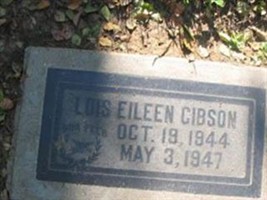 LOIS EILEEN GIBSON
OCT. 19, 1944
MAY 3, 1947